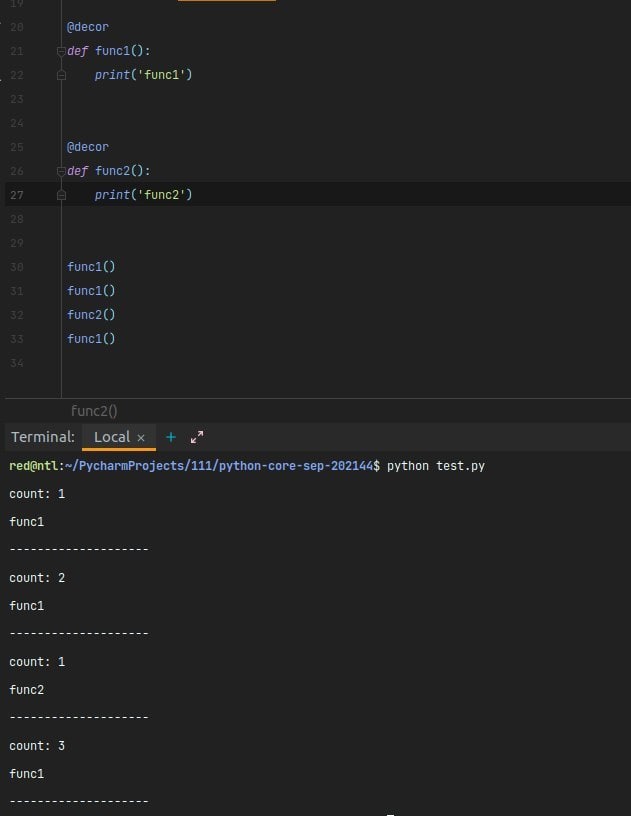 19
20 @decor
21 def func1():
22 print('func1')
23
24
25 @decor
26 def func2():
27 print('func2')
28
29
30 func1()
31 func1()
32 func2()
33 func1()
34
func2()
Terminal: Local × +
red@ntl:~/PycharmProjects/111/python-core-sep-202144$ python test.py
count: 1
func1
--------------------
count: 2
func1
--------------------
count: 1
func2
--------------------
count: 3
func1
--------------------